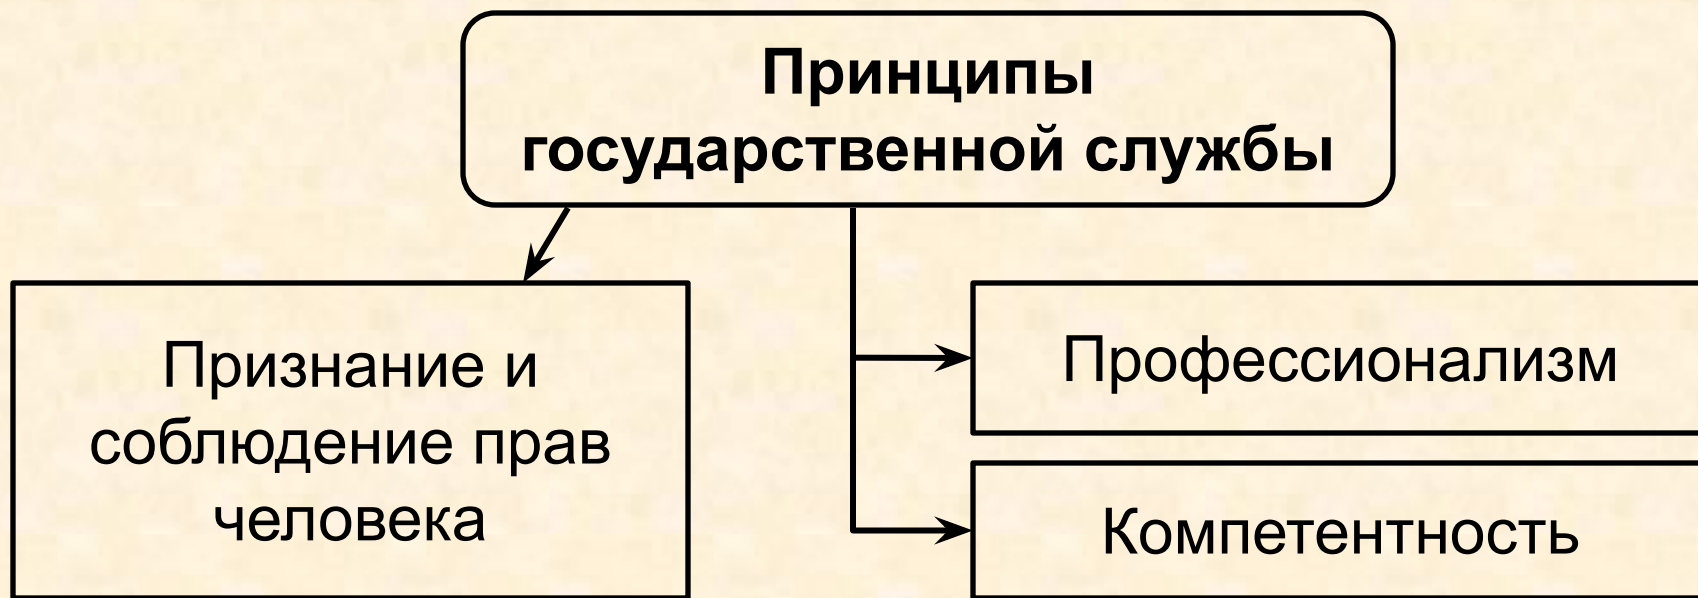 Принципы
государственной службы
Признание и
соблюдение прав
человека
Профессионализм
Компетентность